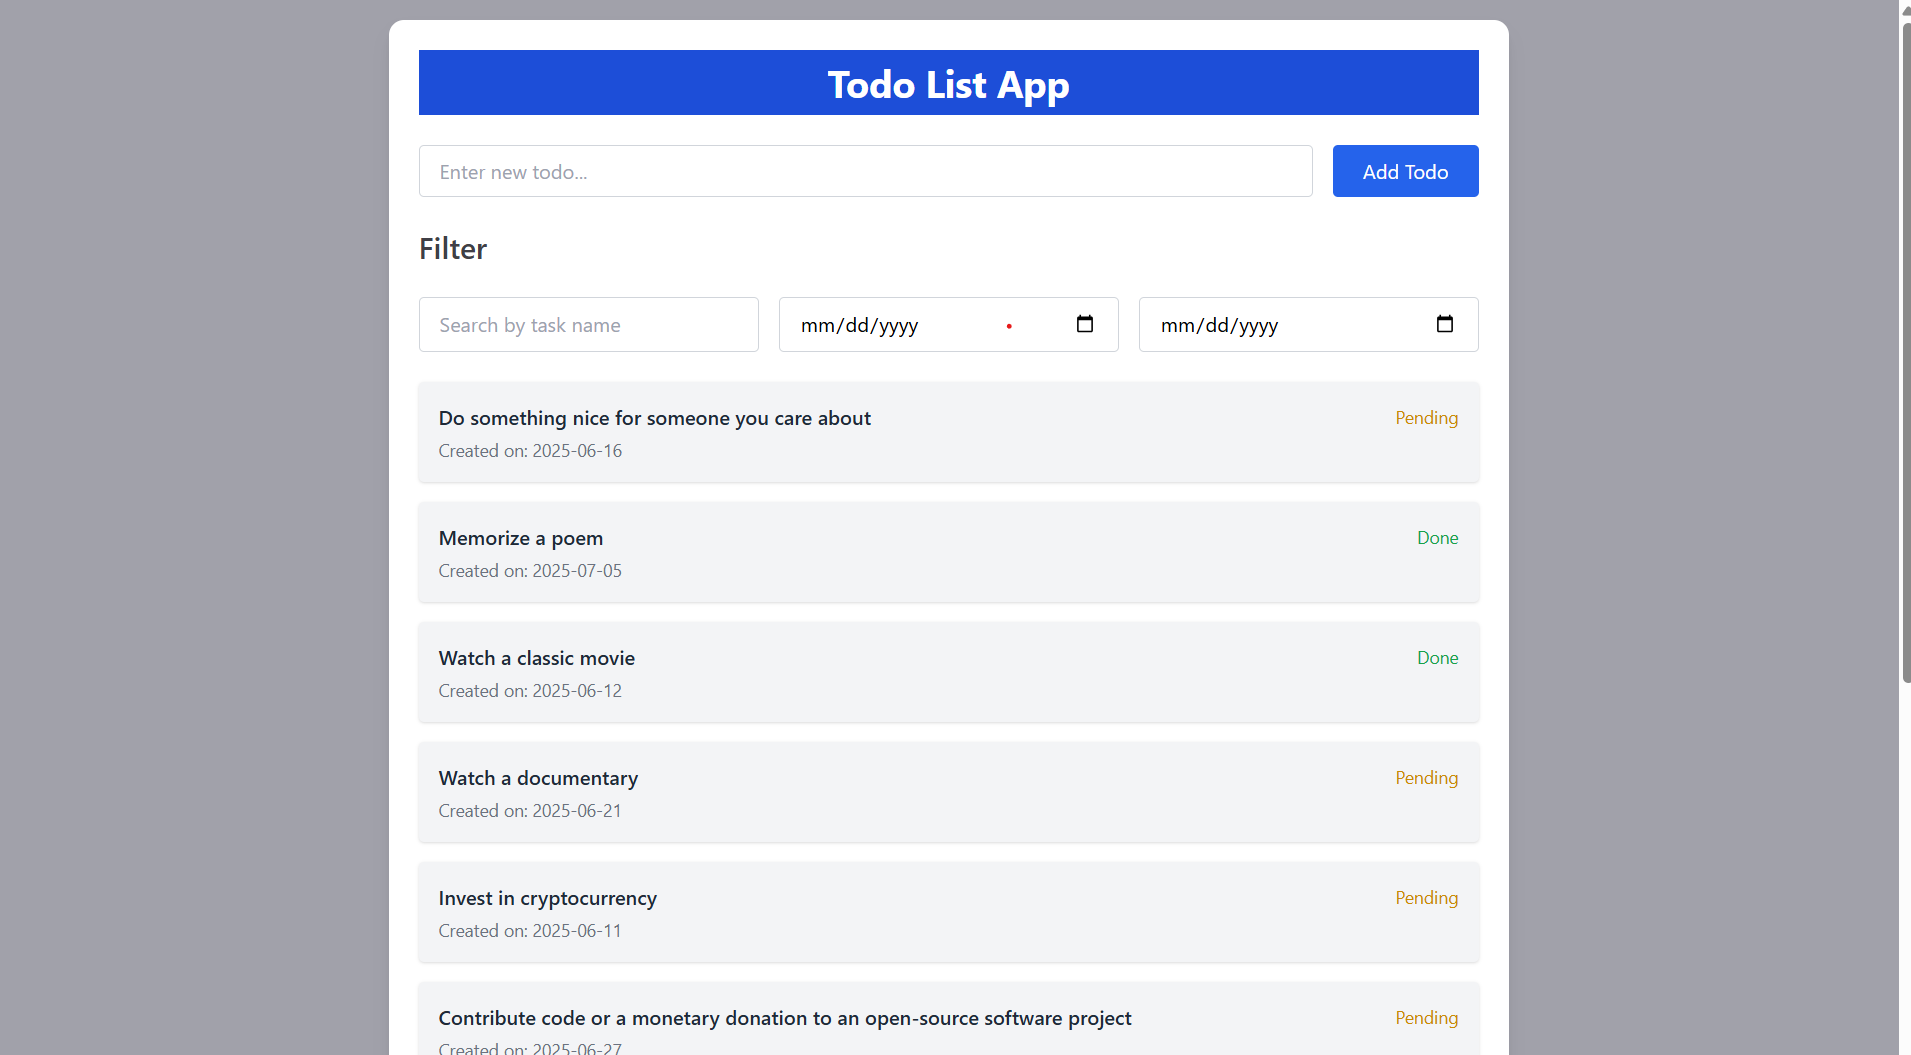 Todo List App
Enter new todo...
Add Todo
Filter
Search by task name
mm/dd/yyyy
mm/dd/yyyy
Do something nice for someone you care about
Pending
Created on: 2025-06-16
Memorize a poem
Done
Created on: 2025-07-05
Watch a classic movie
Done
Created on: 2025-06-12
Watch a documentary
Pending
Created on: 2025-06-21
Invest in cryptocurrency
Pending
Created on: 2025-06-11
Contribute code or a monetary donation to an open-source software project
Pending
Created on: 2025-06-27